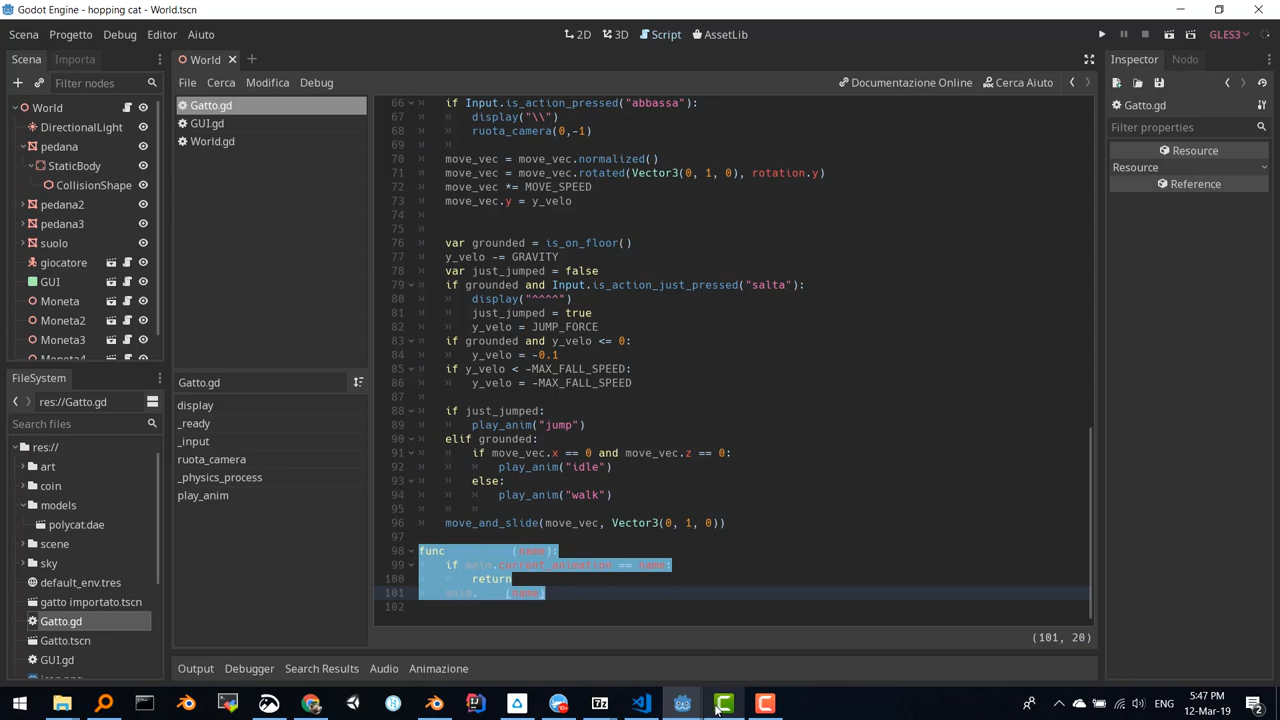 Godot Engine - hopping cat - World.tscn
Scena Progetto Debug Editor Aiuto
2D 3D Script AssetLib
GLES3
Scena Importa
Filter nodes
World
DirectionalLight
pedana
StaticBody
CollisionShape
pedana2
pedana3
suolo
giocatore
GUI
Moneta
Moneta2
Moneta3
Moneta4
FileSystem
res://Gatto.gd
Search files
res://
art
coin
models
polycat.dae
scene
sky
default_env.tres
gatto importato.tscn
Gatto.gd
Gatto.tscn
GUI.gd
icon.png
World
File Cerca Modifica Debug
Documentazione Online Cerca Aiuto
Gatto.gd
GUI.gd
World.gd
Gatto.gd
display
_ready
_input
ruota_camera
_physics_process
play_anim
66 if Input.is_action_pressed("abbassa"):
67 display("\\")
68 ruota_camera(0,-1)
69
70 move_vec = move_vec.normalized()
71 move_vec = move_vec.rotated(Vector3(0, 1, 0), rotation.y)
72 move_vec *= MOVE_SPEED
73 move_vec.y = y_velo
74
75
76 var grounded = is_on_floor()
77 y_velo -= GRAVITY
78 var just_jumped = false
79 if grounded and Input.is_action_just_pressed("salta"):
80 display("^^^^")
81 just_jumped = true
82 y_velo = JUMP_FORCE
83 if grounded and y_velo <= 0:
84 y_velo = -0.1
85 if y_velo < -MAX_FALL_SPEED:
86 y_velo = -MAX_FALL_SPEED
87
88 if just_jumped:
89 play_anim("jump")
90 elif grounded:
91 if move_vec.x == 0 and move_vec.z == 0:
92 play_anim("idle")
93 else:
94 play_anim("walk")
95
96 move_and_slide(move_vec, Vector3(0, 1, 0))
97
98 func (name):
99 if anim.current_animation == name:
100 return
101 anim. (name)
102
(101, 20)
Output Debugger Search Results Audio Animazione
Inspector Nodo
Gatto.gd
Filter properties
Resource
Resource
Reference
ENG
5:47 PM
12-Mar-19
2